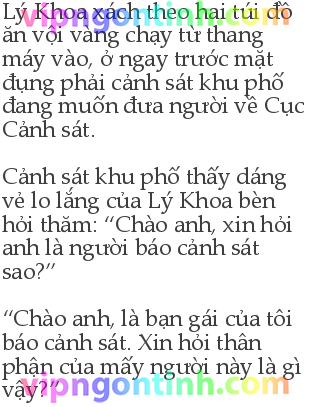 Lý Khoa xách theo hai túi đồ
ăn vội vàng chạy từ thang
máy vào, ở ngay trước mặt
đụng phải cảnh sát khu phố
đang muốn đưa người về Cục
Cảnh sát.
Cảnh sát khu phố thấy dáng
vẻ lo lắng của Lý Khoa bèn
hỏi thăm: “Chào anh, xin hỏi
anh là người báo cảnh sát
sao?”
“Chào anh, là bạn gái của tôi
báo cảnh sát. Xin hỏi thân
phận của mấy người này là gì
vậy?”
vipngontinh.com
vipngontinh.com